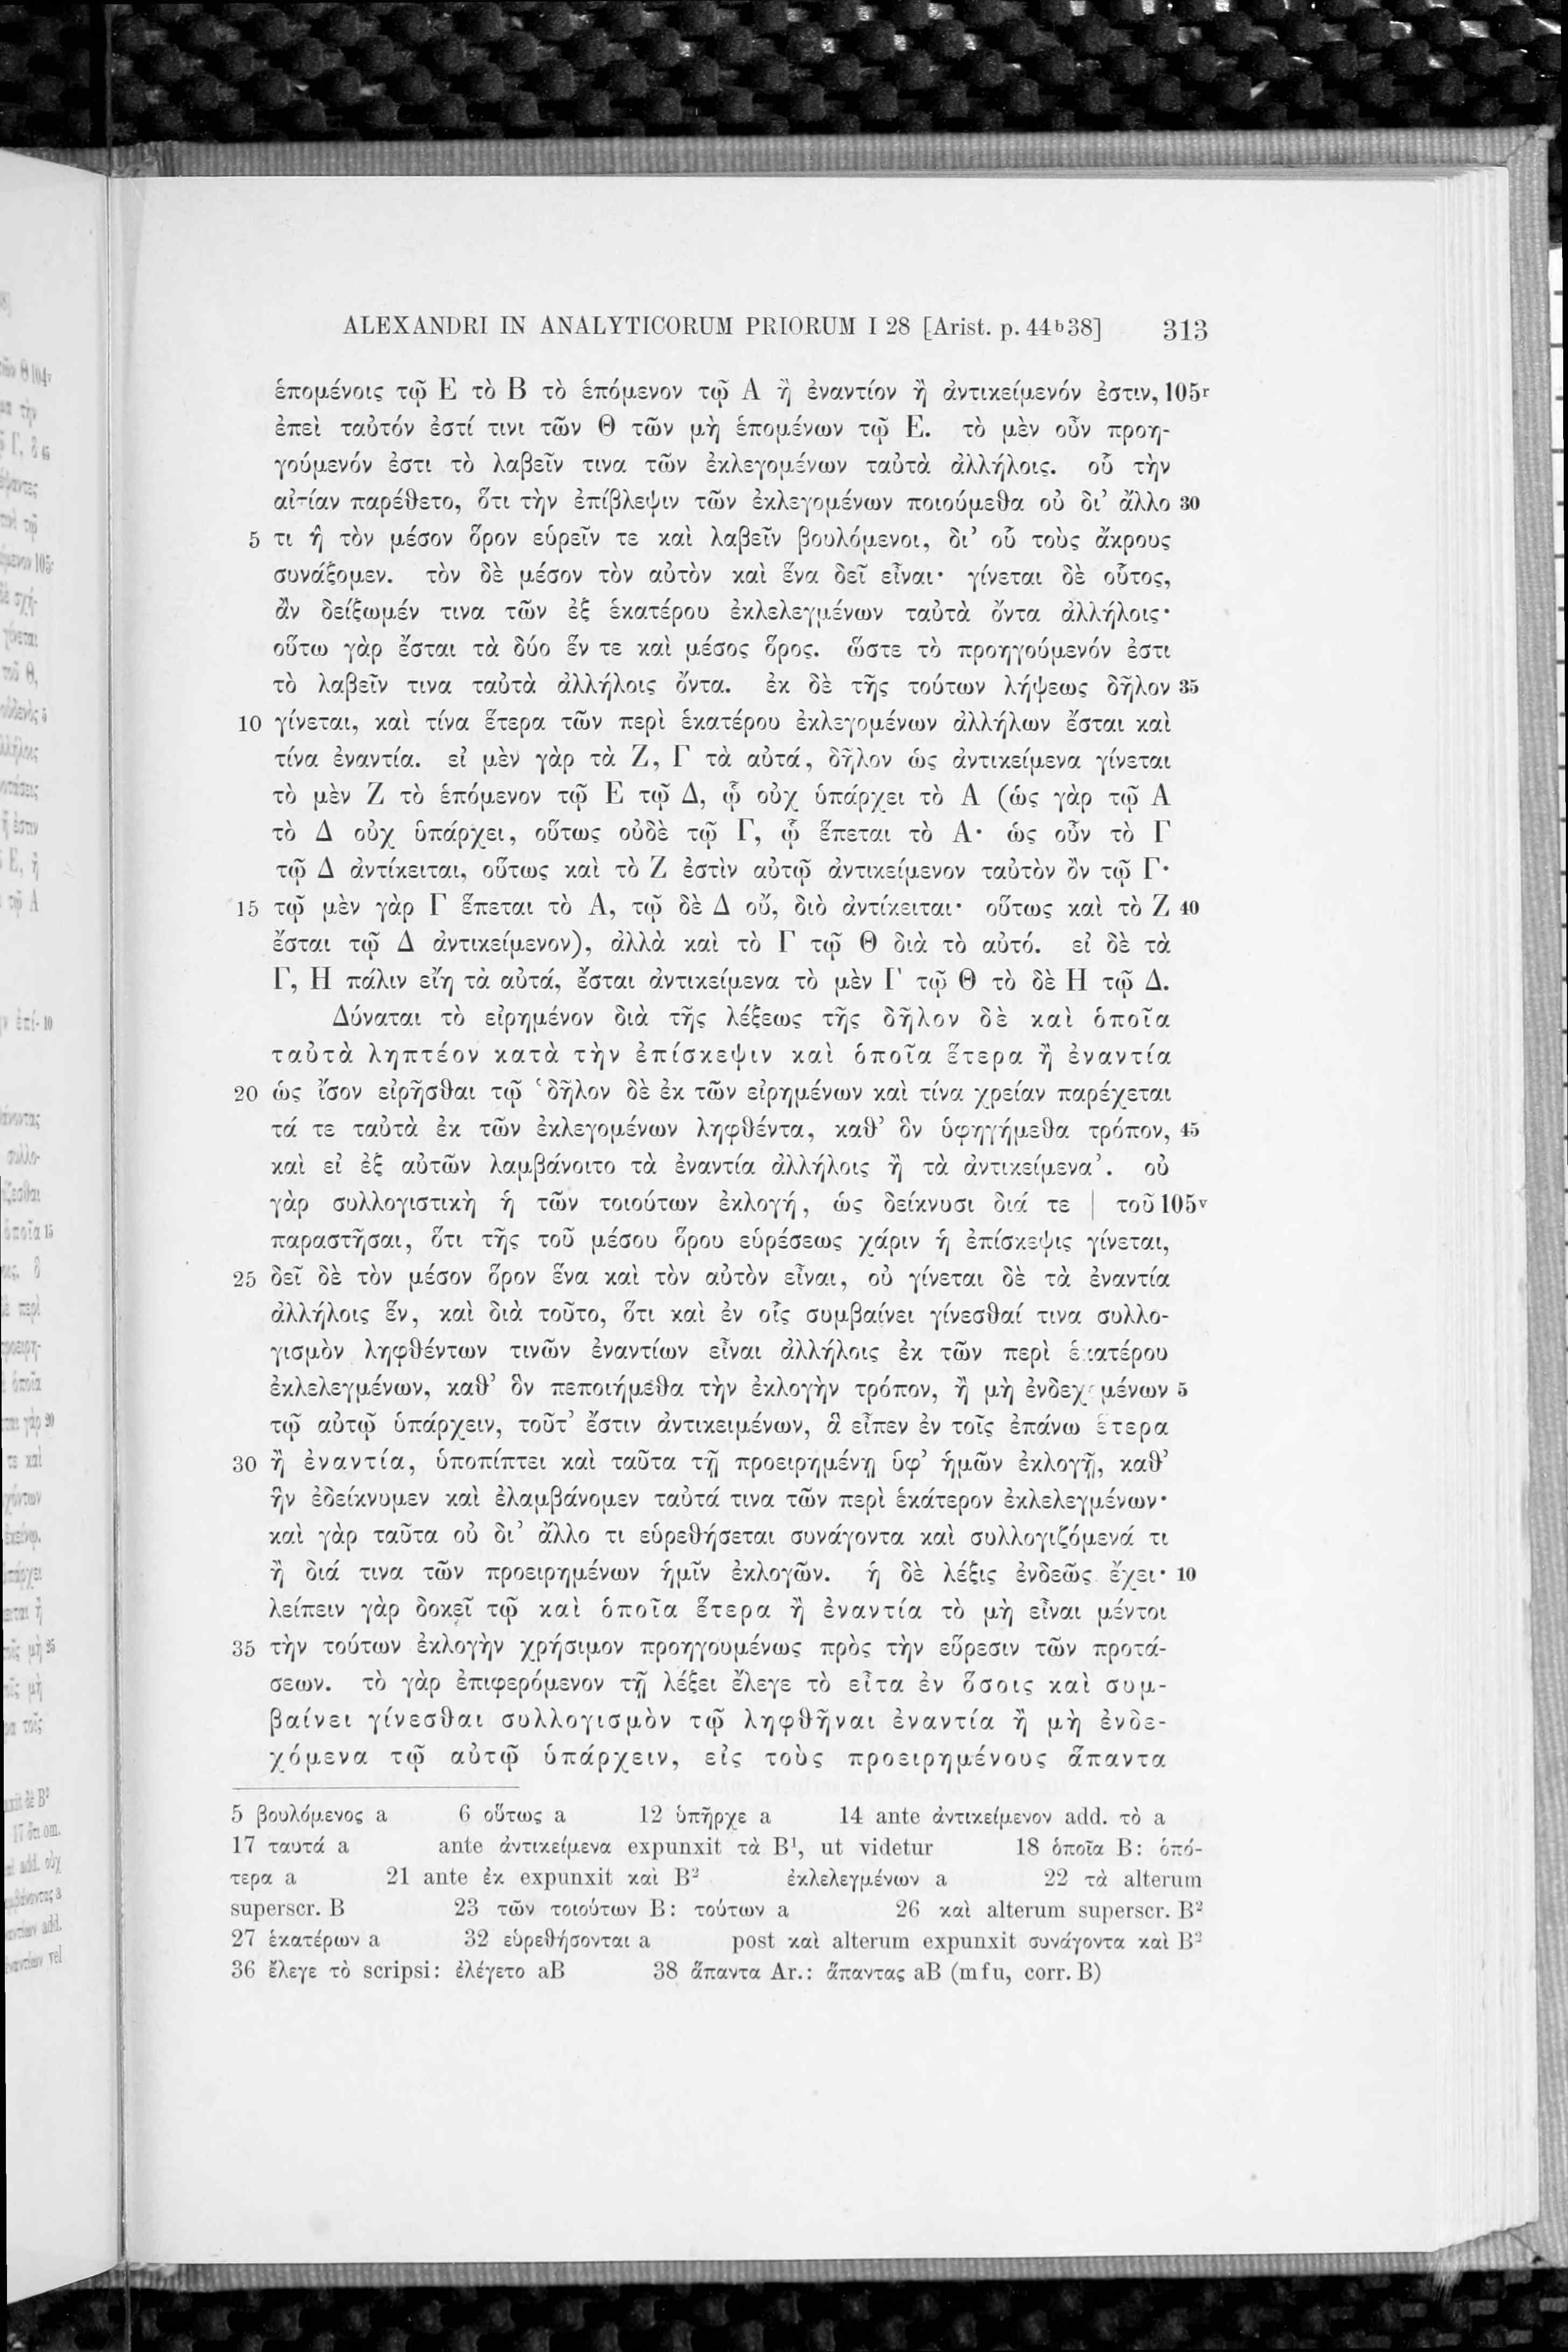 ALEXANDRI IN ANALYTICORUM PRIORUM I 28 [Arist. p. 44b38] 313
ἑπομένοις τῷ Ε τὸ Β τὸ ἑπόμενον τῷ Α ἢ ἐναντίον ἢ ἀντικείμενόν ἐστιν, 105r
ἐπεὶ ταὐτόν ἐστί τινι τῶν Θ τῶν μὴ ἑπομένων τῷ Ε. τὸ μὲν οὖν προη-
γούμενόν ἐστι τὸ λαβεῖν τινα τῶν ἐκλεγομένων ταὐτὰ ἀλλήλοις. οὗ τὴν
αἰτίαν παρέθετο, ὅτι τὴν ἐπίβλεψιν τῶν ἐκλεγομένων ποιούμεθα οὐ δι’ ἄλλο 30
5 τι ἢ τὸν μέσον ὅρον εὑρεῖν τε καὶ λαβεῖν βουλόμενοι, δι’ οὗ τοὺς ἄκρους
συνάξομεν. τὸν δὲ μέσον τὸν αὐτὸν καὶ ἕνα δεῖ εἶναι· γίνεται δὲ οὗτος,
ἂν δείξωμέν τινα τῶν ἐξ ἑκατέρου ἐκλελεγμένων ταὐτὰ ὄντα ἀλλήλοις·
οὕτω γὰρ ἔσται τὰ δύο ἕν τε καὶ μέσος ὅρος. ὥστε τὸ προηγούμενόν ἐστι
τὸ λαβεῖν τινα ταὐτὰ ἀλλήλοις ὄντα. ἐκ δὲ τῆς τούτων λήψεως δῆλον 35
10 γίνεται, καὶ τίνα ἕτερα τῶν περὶ ἑκατέρου ἐκλεγομένων ἀλλήλων ἔσται καὶ
τίνα ἐναντία. εἰ μὲν γὰρ τὰ Ζ, Γ τὰ αὐτά, δῆλον ὡς ἀντικείμενα γίνεται
τὸ μὲν Ζ τὸ ἑπόμενον τῷ Ε τῷ Δ, ᾧ οὐχ ὑπάρχει τὸ Α (ὡς γὰρ τῷ Α
τὸ Δ οὐχ ὑπάρχει, οὕτως οὐδὲ τῷ Γ, ᾧ ἕπεται τὸ Α· ὡς οὖν τὸ Γ
τῷ Δ ἀντίκειται, οὕτως καὶ τὸ Ζ ἐστὶν αὐτῷ ἀντικείμενον ταὐτὸν ὂν τῷ Γ·
15 τῷ μὲν γὰρ Γ ἕπεται τὸ Α, τῷ δὲ Δ οὔ, διὸ ἀντίκειται· οὕτως καὶ τὸ Ζ 40
ἔσται τῷ Δ ἀντικείμενον), ἀλλὰ καὶ τὸ Γ τῷ Θ διὰ τὸ αὐτό. εἰ δὲ τὰ
Γ, Η πάλιν εἴη τὰ αὐτά, ἔσται ἀντικείμενα τὸ μὲν Γ τῷ Θ τὸ δὲ Η τῷ Δ.
Δύναται τὸ εἰρημένον διὰ τῆς λέξεως τῆς δῆλον δὲ καὶ ὁποῖα
ταὐτὰ ληπτέον κατὰ τὴν ἐπίσκεψιν καὶ ὁποῖα ἕτερα ἢ ἐναντία
20 ὡς ἴσον εἰρῆσθαι τῷ ‘δῆλον δὲ ἐκ τῶν εἰρημένων καὶ τίνα χρείαν παρέχεται
τά τε ταὐτὰ ἐκ τῶν ἐκλεγομένων ληφθέντα, καθ’ ὃν ὑφηγήμεθα τρόπον, 45
καὶ εἰ ἐξ αὐτῶν λαμβάνοιτο τὰ ἐναντία ἀλλήλοις ἢ τὰ ἀντικείμενα’. οὐ
γὰρ συλλογιστικὴ ἡ τῶν τοιούτων ἐκλογή, ὡς δείκνυσι διά τε | τοῦ 105v
παραστῆσαι, ὅτι τῆς τοῦ μέσου ὅρου εὑρέσεως χάριν ἡ ἐπίσκεψις γίνεται,
25 δεῖ δὲ τὸν μέσον ὅρον ἕνα καὶ τὸν αὐτὸν εἶναι, οὐ γίνεται δὲ τὰ ἐναντία
ἀλλήλοις ἕν, καὶ διὰ τοῦτο, ὅτι καὶ ἐν οἷς συμβαίνει γίνεσθαί τινα συλλο-
γισμὸν ληφθέντων τινῶν ἐναντίων εἶναι ἀλλήλοις ἐκ τῶν περὶ ἑκατέρου
ἐκλελεγμένων, καθ’ ὃν πεποιήμεθα τὴν ἐκλογὴν τρόπον, ἢ μὴ ἐνδεχομένων 5
τῷ αὐτῷ ὑπάρχειν, τοῦτ’ ἔστιν ἀντικειμένων, ἃ εἶπεν ἐν τοῖς ἐπάνω ἕτερα
30 ἢ ἐναντία, ὑποπίπτει καὶ ταῦτα τῇ προειρημένῃ ὑφ’ ἡμῶν ἐκλογῇ, καθ’
ἣν ἐδείκνυμεν καὶ ἐλαμβάνομεν ταὐτά τινα τῶν περὶ ἑκάτερον ἐκλελεγμένων·
καὶ γὰρ ταῦτα οὐ δι’ ἄλλο τι εὑρεθήσεται συνάγοντα καὶ συλλογιζόμενά τι
ἢ διά τινα τῶν προειρημένων ἡμῖν ἐκλογῶν. ἡ δὲ λέξις ἐνδεῶς ἔχει· 10
λείπειν γὰρ δοκεῖ τῷ καὶ ὁποῖα ἕτερα ἢ ἐναντία τὸ μὴ εἶναι μέντοι
35 τὴν τούτων ἐκλογὴν χρήσιμον προηγουμένως πρὸς τὴν εὕρεσιν τῶν προτά-
σεων. τὸ γὰρ ἐπιφερόμενον τῇ λέξει ἔλεγε τὸ εἶτα ἐν ὅσοις καὶ συμ-
βαίνει γίνεσθαι συλλογισμὸν τῷ ληφθῆναι ἐναντία ἢ μὴ ἐνδε-
χόμενα τῷ αὐτῷ ὑπάρχειν, εἰς τοὺς προειρημένους ἅπαντα
5 βουλόμενος a 6 οὕτως a 12 ὑπῆρχε a 14 ante ἀντικείμενον add. τὸ a
17 ταυτά a ante ἀντικείμενα expunxit τὰ B¹, ut videtur 18 ὁποῖα B: ὁπό-
τερα a 21 ante ἐκ expunxit καὶ B² ἐκλελεγμένων a 22 τὰ alterum
superscr. B 23 τῶν τοιούτων B: τούτων a 26 καὶ alterum superscr. B²
27 ἑκατέρων a 32 εὑρεθήσονται a post καὶ alterum expunxit συνάγοντα καὶ B²
36 ἔλεγε τὸ scripsi: ἐλέγετο aB 38 ἅπαντα Ar.: ἅπαντας aB (mfu, corr. B)